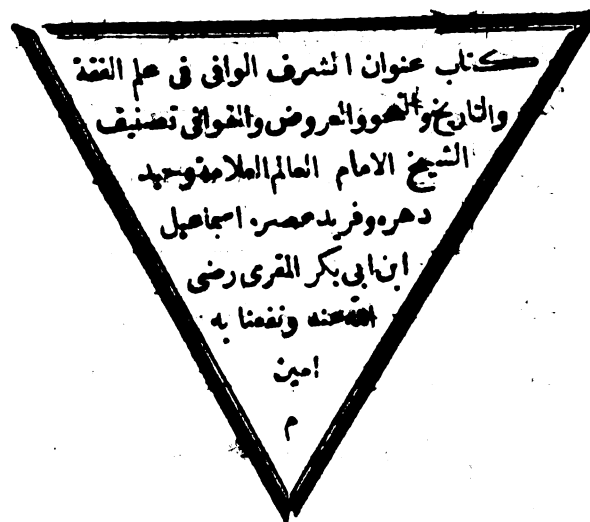 كتاب عنوان الشرف الوافى فى علم الفقه
والتاريخ والنحو والعروض والقوافى تصنيف
الشيخ الامام العالم العلامة وحيد
دهره وفريد عصره اسماعيل
ابن ابى بكر المقرى رضى
الله عنه ونفعنا به
امين
م